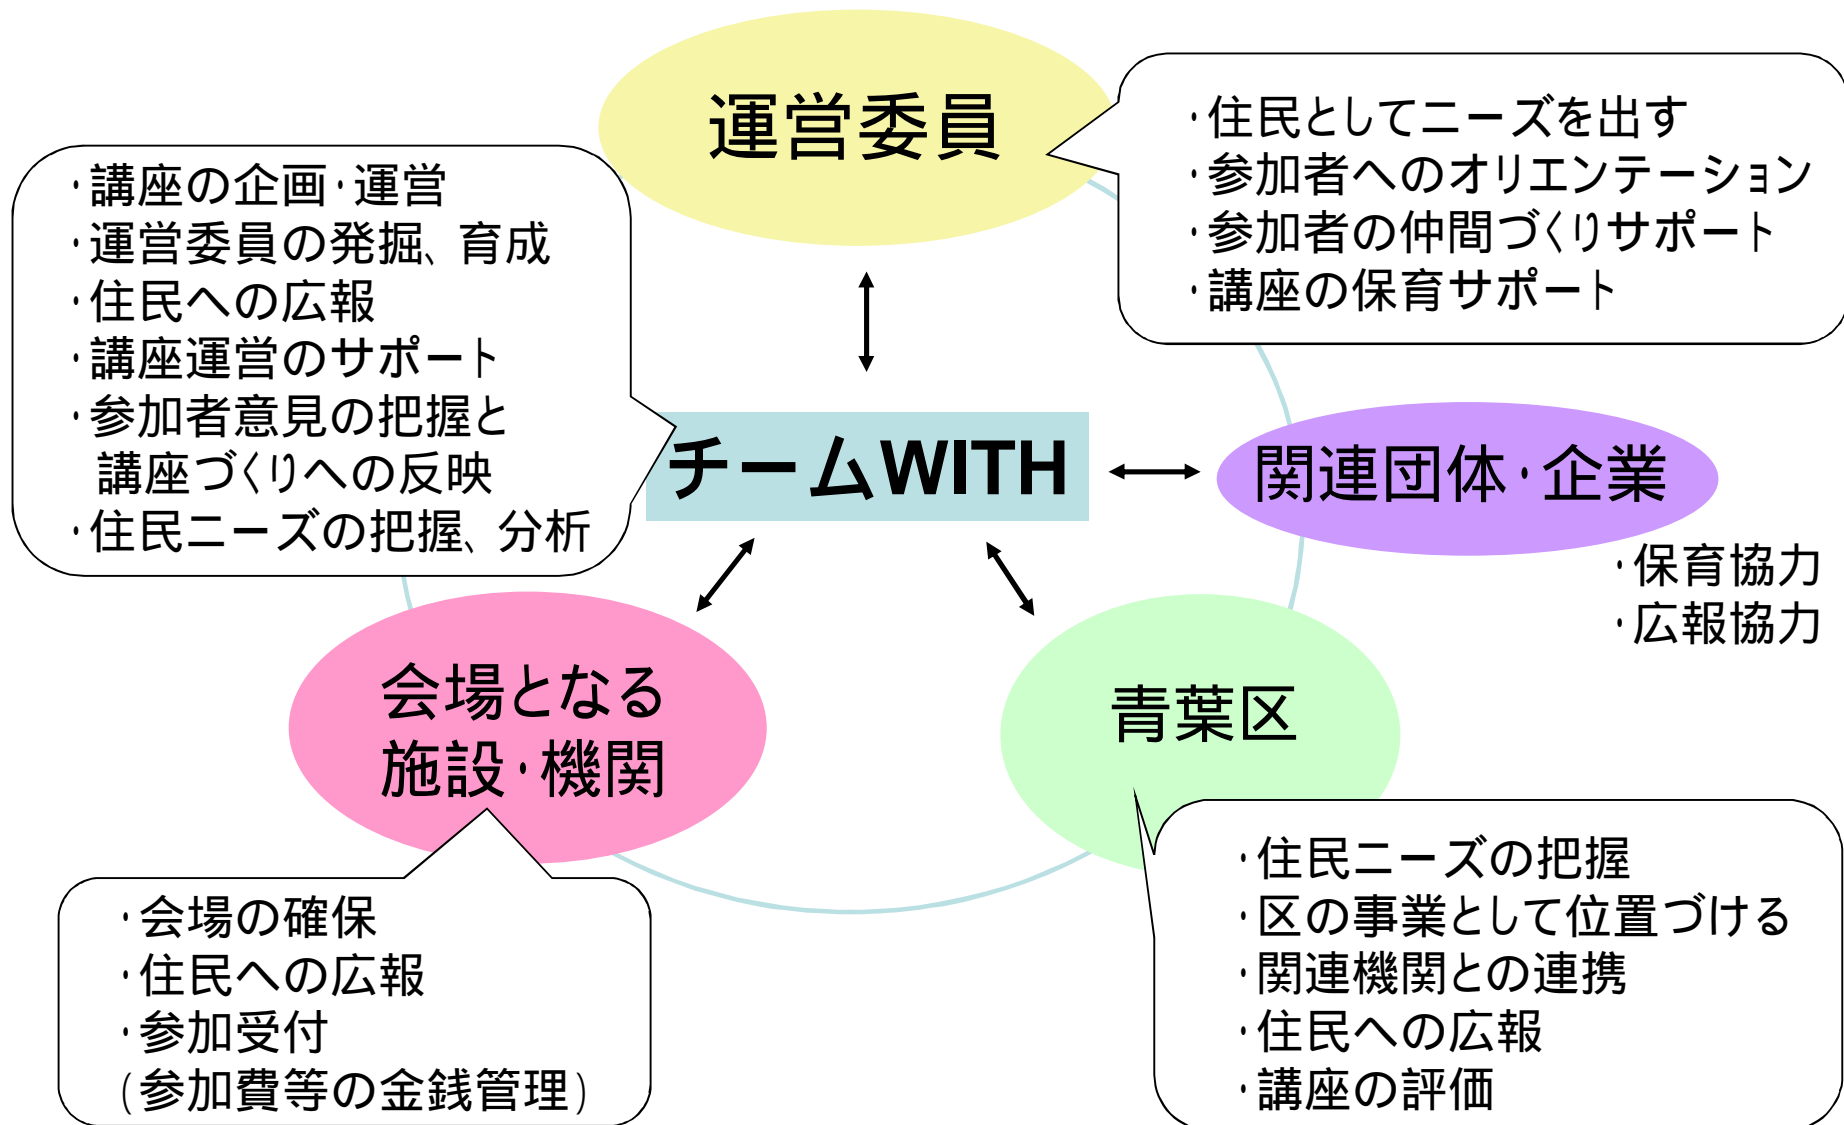 運営委員
・住民としてニーズを出す
・参加者へのオリエンテーション
・参加者の仲間づくりサポート
・講座の保育サポート
・講座の企画・運営
・運営委員の発掘、育成
・住民への広報
・講座運営のサポート
・参加者意見の把握と
講座づくりへの反映
・住民ニーズの把握、分析
チームWITH
関連団体・企業
・保育協力
・広報協力
会場となる
施設・機関
・会場の確保
・住民への広報
・参加受付
(参加費等の金銭管理)
青葉区
・住民ニーズの把握
・区の事業として位置づける
・関連機関との連携
・住民への広報
・講座の評価